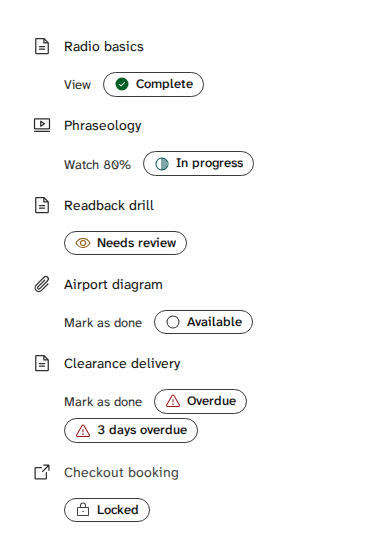 Radio basics
View Complete
Phraseology
Watch 80% In progress
Readback drill
Needs review
Airport diagram
Mark as done Available
Clearance delivery
Mark as done Overdue
3 days overdue
Checkout booking
Locked